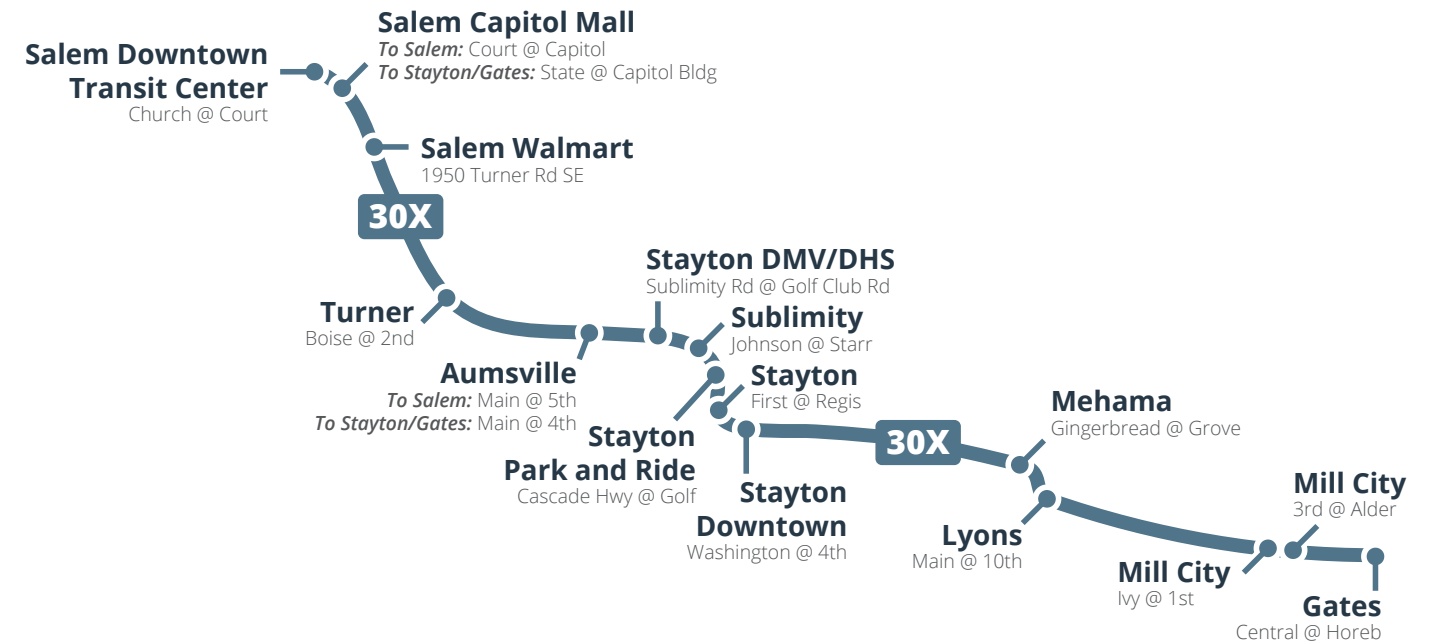 Salem Downtown
Transit Center
Church @ Court
Salem Capitol Mall
To Salem: Court @ Capitol
To Stayton/Gates: State @ Capitol Bldg
Salem Walmart
1950 Turner Rd SE
30X
Turner
Boise @ 2nd
Aumsville
To Salem: Main @ 5th
To Stayton/Gates: Main @ 4th
Stayton DMV/DHS
Sublimity Rd @ Golf Club Rd
Sublimity
Johnson @ Starr
Stayton
Park and Ride
Cascade Hwy @ Golf
Stayton
First @ Regis
Stayton
Downtown
Washington @ 4th
30X
Mehama
Gingerbread @ Grove
Lyons
Main @ 10th
Mill City
Ivy @ 1st
Mill City
3rd @ Alder
Gates
Central @ Horeb